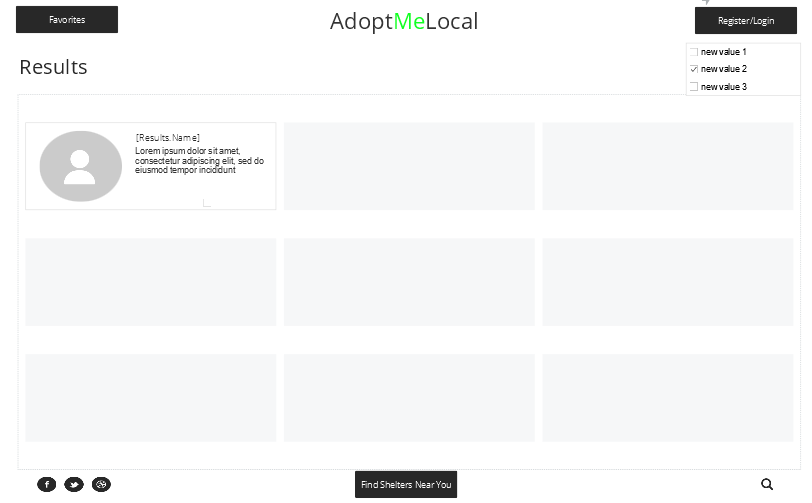 Favorites
AdoptMeLocal
Register/Login
Results
new value 1
new value 2
new value 3
[Results.Name]
Lorem ipsum dolor sit amet,
consectetur adipiscing elit, sed do
eiusmod tempor incididunt
Find Shelters Near You